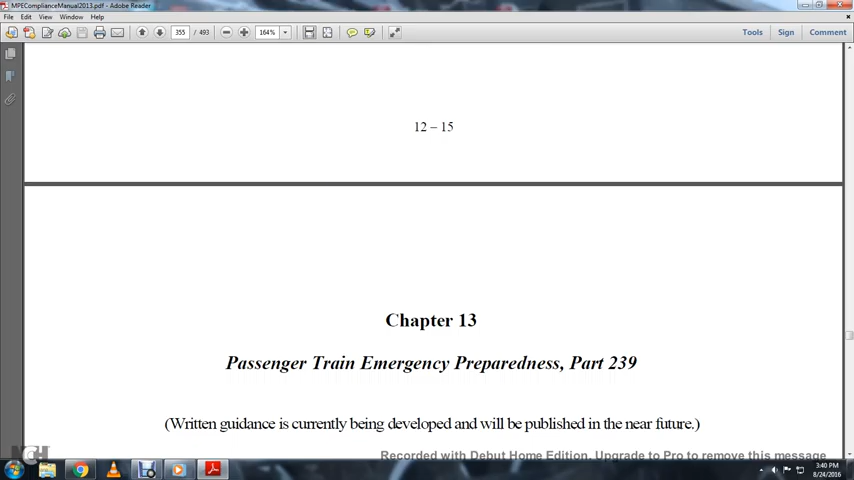 MPEComplianceManual2013.pdf - Adobe Reader
File Edit View Window Help
355 / 493 164% Tools Sign Comment
12 – 15
Chapter 13
Passenger Train Emergency Preparedness, Part 239
(Written guidance is currently being developed and will be published in the near future.)
Recorded with Debut Home Edition. Upgrade to Pro to remove this message
NCH
3:40 PM
8/24/2016